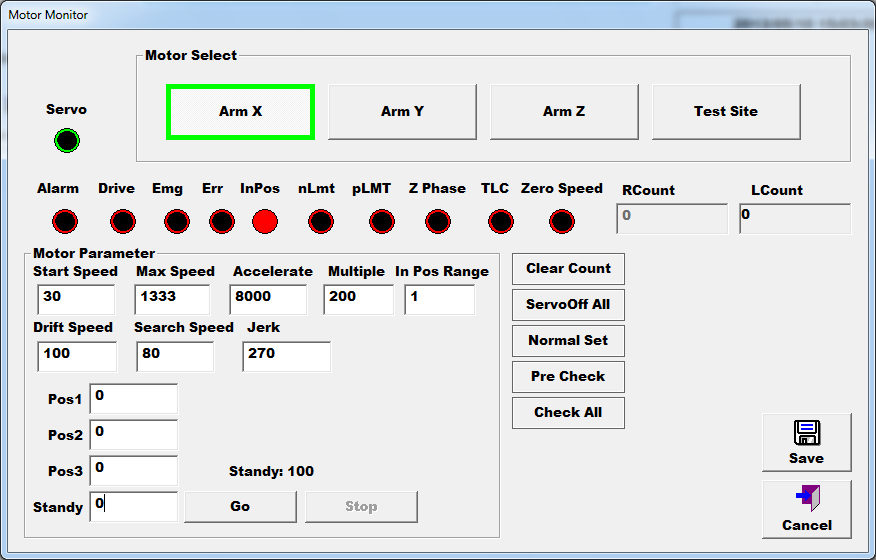 Motor Monitor
Motor Select
Servo
Arm X Arm Y Arm Z Test Site
Alarm Drive Emg Err InPos nLmt pLMT Z Phase TLC Zero Speed RCount LCount
0 0
Motor Parameter
Start Speed Max Speed Accelerate Multiple In Pos Range
30 1333 8000 200 1
Drift Speed Search Speed Jerk
100 80 270
Pos1 0
Pos2 0
Pos3 0 Standy: 100
Standy 0 Go Stop
Clear Count
ServoOff All
Normal Set
Pre Check
Check All
Save
Cancel